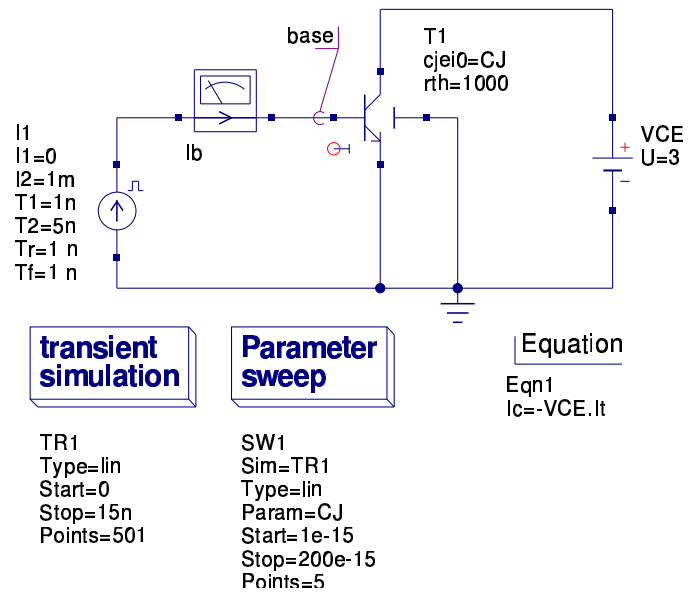 base
T1
cjei0=CJ
rth=1000
I1
I1=0
I2=1m
T1=1n
T2=5n
Tr=1 n
Tf=1 n
Ib
VCE
U=3
+
−
transient
simulation
Parameter
sweep
Equation
Eqn1
Ic=-VCE.It
TR1
Type=lin
Start=0
Stop=15n
Points=501
SW1
Sim=TR1
Type=lin
Param=CJ
Start=1e-15
Stop=200e-15
Points=5